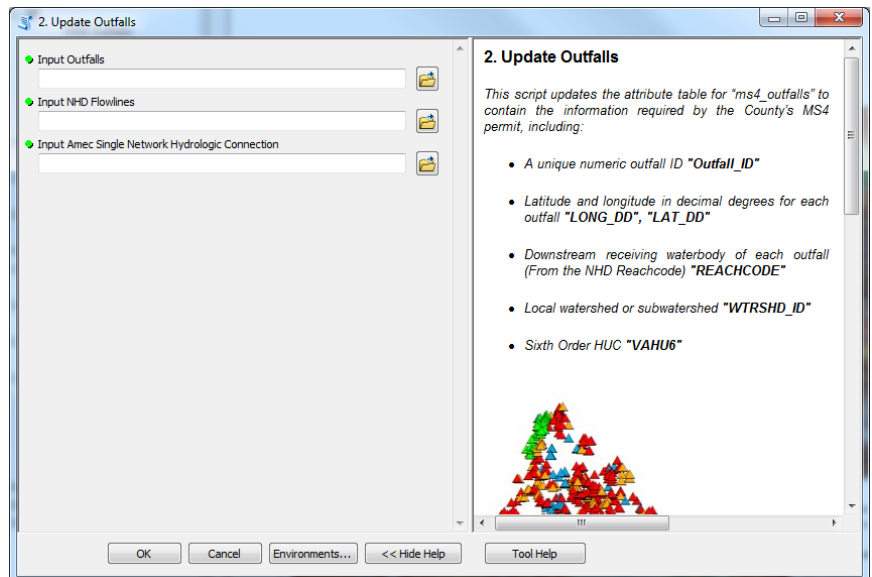 2. Update Outfalls
Input Outfalls
Input NHD Flowlines
Input Amec Single Network Hydrologic Connection
2. Update Outfalls
This script updates the attribute table for "ms4_outfalls" to
contain the information required by the County's MS4
permit, including:
• A unique numeric outfall ID "Outfall_ID"
• Latitude and longitude in decimal degrees for each
outfall "LONG_DD", "LAT_DD"
• Downstream receiving waterbody of each outfall
(From the NHD Reachcode) "REACHCODE"
• Local watershed or subwatershed "WTRSHD_ID"
• Sixth Order HUC "VAHU6"
OK
Cancel
Environments...
<< Hide Help
Tool Help